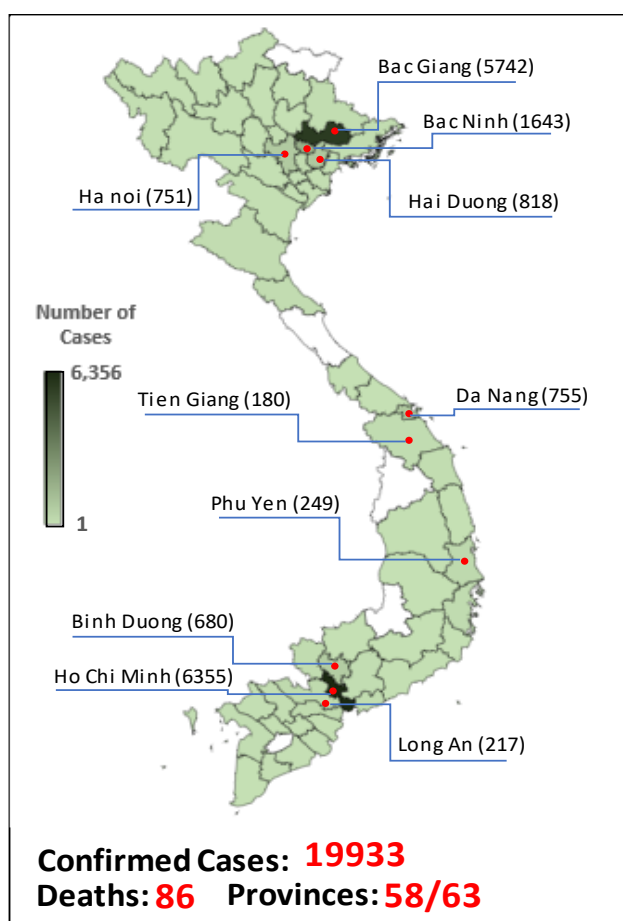 Bac Giang (5742)
Bac Ninh (1643)
Ha noi (751)
Hai Duong (818)
Number of
Cases
6,356
1
Tien Giang (180)
Da Nang (755)
Phu Yen (249)
Binh Duong (680)
Ho Chi Minh (6355)
Long An (217)
Confirmed Cases: 19933
Deaths: 86 Provinces: 58/63